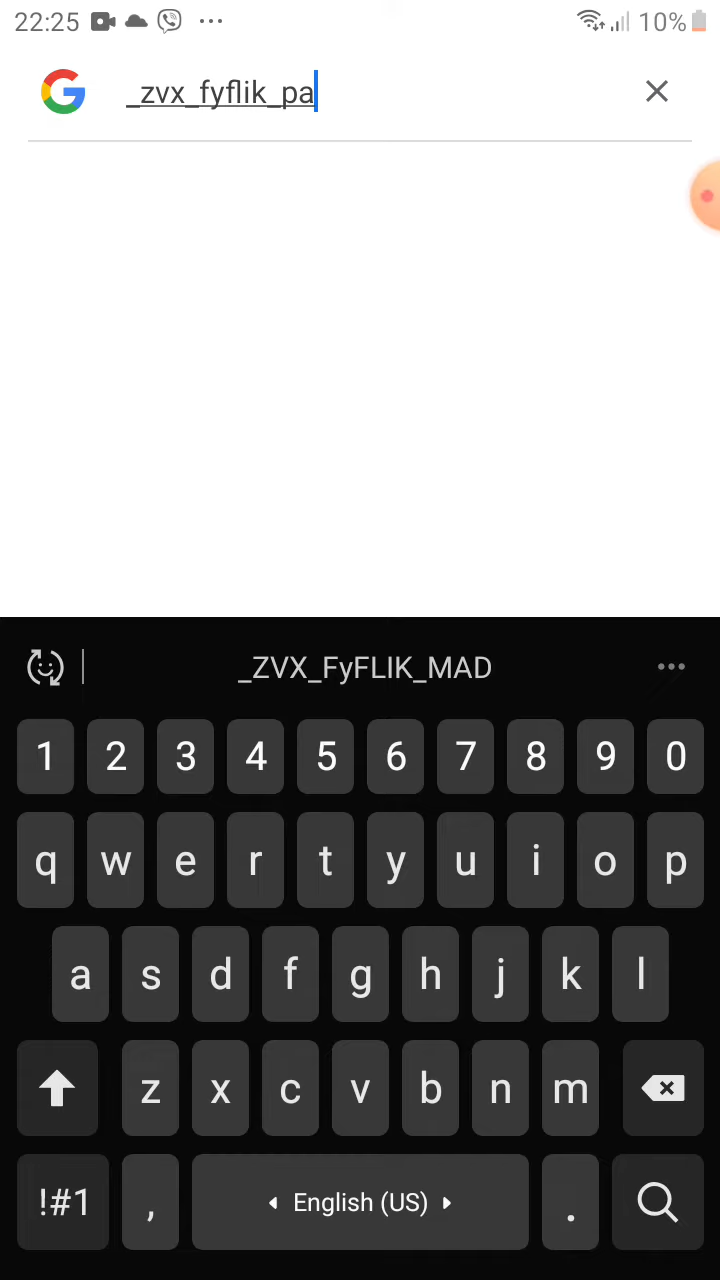 22:25 10%
_zvx_fyflik_pa
_ZVX_FyFLIK_MAD
1 2 3 4 5 6 7 8 9 0
q w e r t y u i o p
a s d f g h j k l
z x c v b n m
!#1 , English (US) .